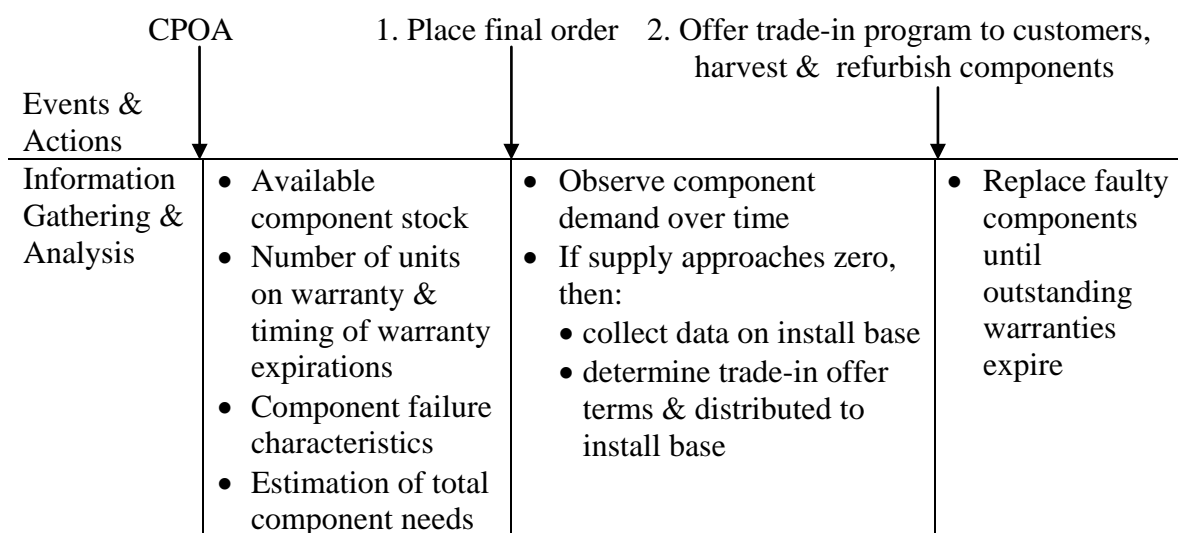 CPOA
1. Place final order
2. Offer trade-in program to customers,
harvest & refurbish components
Events &
Actions
Information
Gathering &
Analysis
• Available
component stock
• Number of units
on warranty &
timing of warranty
expirations
• Component failure
characteristics
• Estimation of total
component needs
• Observe component
demand over time
• If supply approaches zero,
then:
• collect data on install base
• determine trade-in offer
terms & distributed to
install base
• Replace faulty
components
until
outstanding
warranties
expire